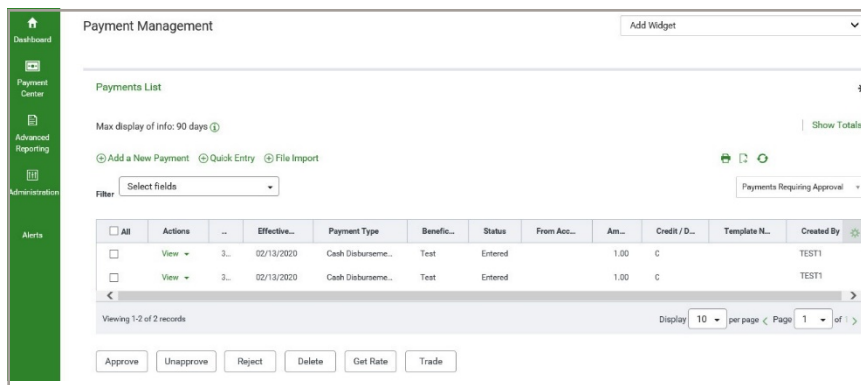 Dashboard
Payment Center
Advanced Reporting
Administration
Alerts
Payment Management
Add Widget
Payments List
Max display of info: 90 days
Show Totals
Add a New Payment Quick Entry File Import
Filter Select fields
Payments Requiring Approval
All Actions ... Effective... Payment Type Benefic... Status From Acc... Am... Credit / D... Template N... Created By
View 3... 02/13/2020 Cash Disburseme... Test Entered 1.00 C TEST1
View 3... 02/13/2020 Cash Disburseme... Test Entered 1.00 C TEST1
Viewing 1-2 of 2 records
Display 10 per page Page 1 of
Approve Unapprove Reject Delete Get Rate Trade